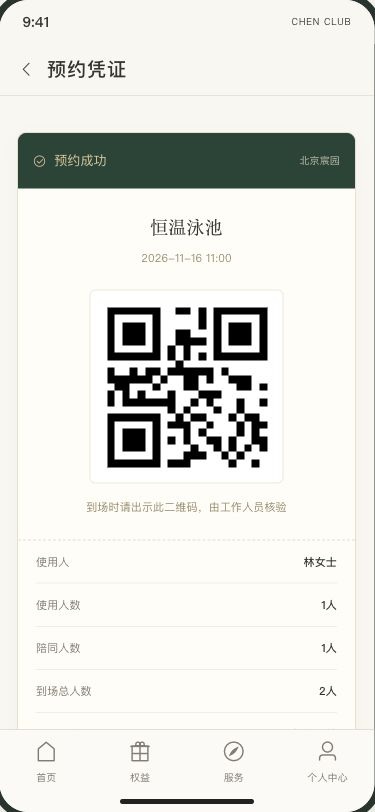 9:41
CHEN CLUB
预约凭证
预约成功
北京宸园
恒温泳池
2026-11-16 11:00
到场时请出示此二维码，由工作人员核验
使用人 林女士
使用人数 1人
陪同人数 1人
到场总人数 2人
首页 权益 服务 个人中心